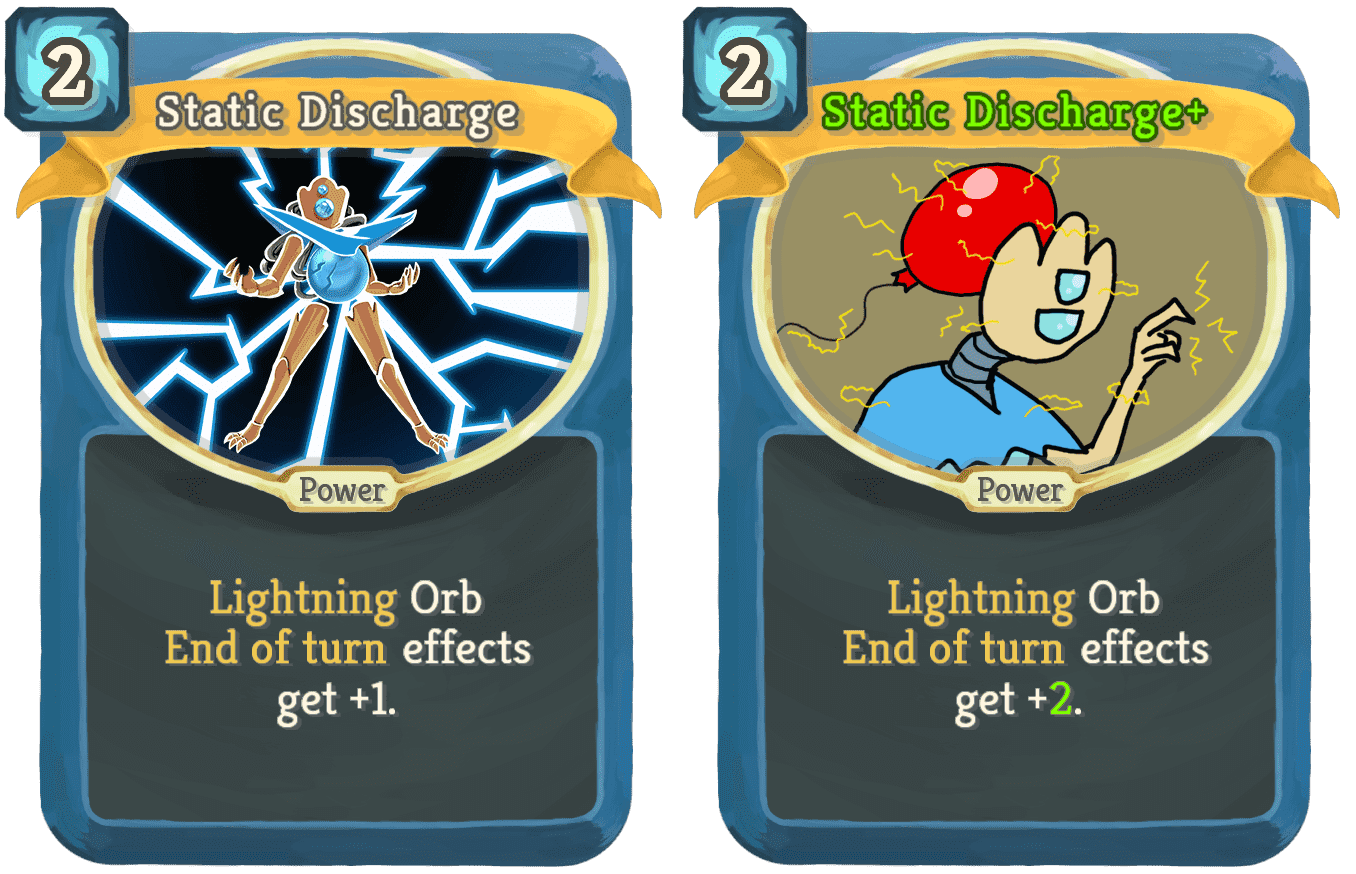 2
Static Discharge
Power
Lightning Orb
End of turn effects
get +1.
2
Static Discharge+
Power
Lightning Orb
End of turn effects
get +2.